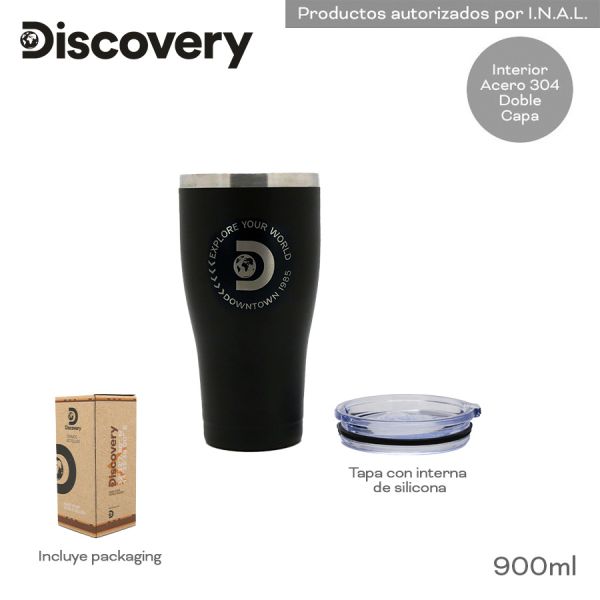 Discovery
Productos autorizados por I.N.A.L.
Interior
Acero 304
Doble
Capa
EXPLORE YOUR WORLD
D
DOWNTOWN 1985
Discovery
Discovery
Tapa con interna
de silicona
Incluye packaging
900ml